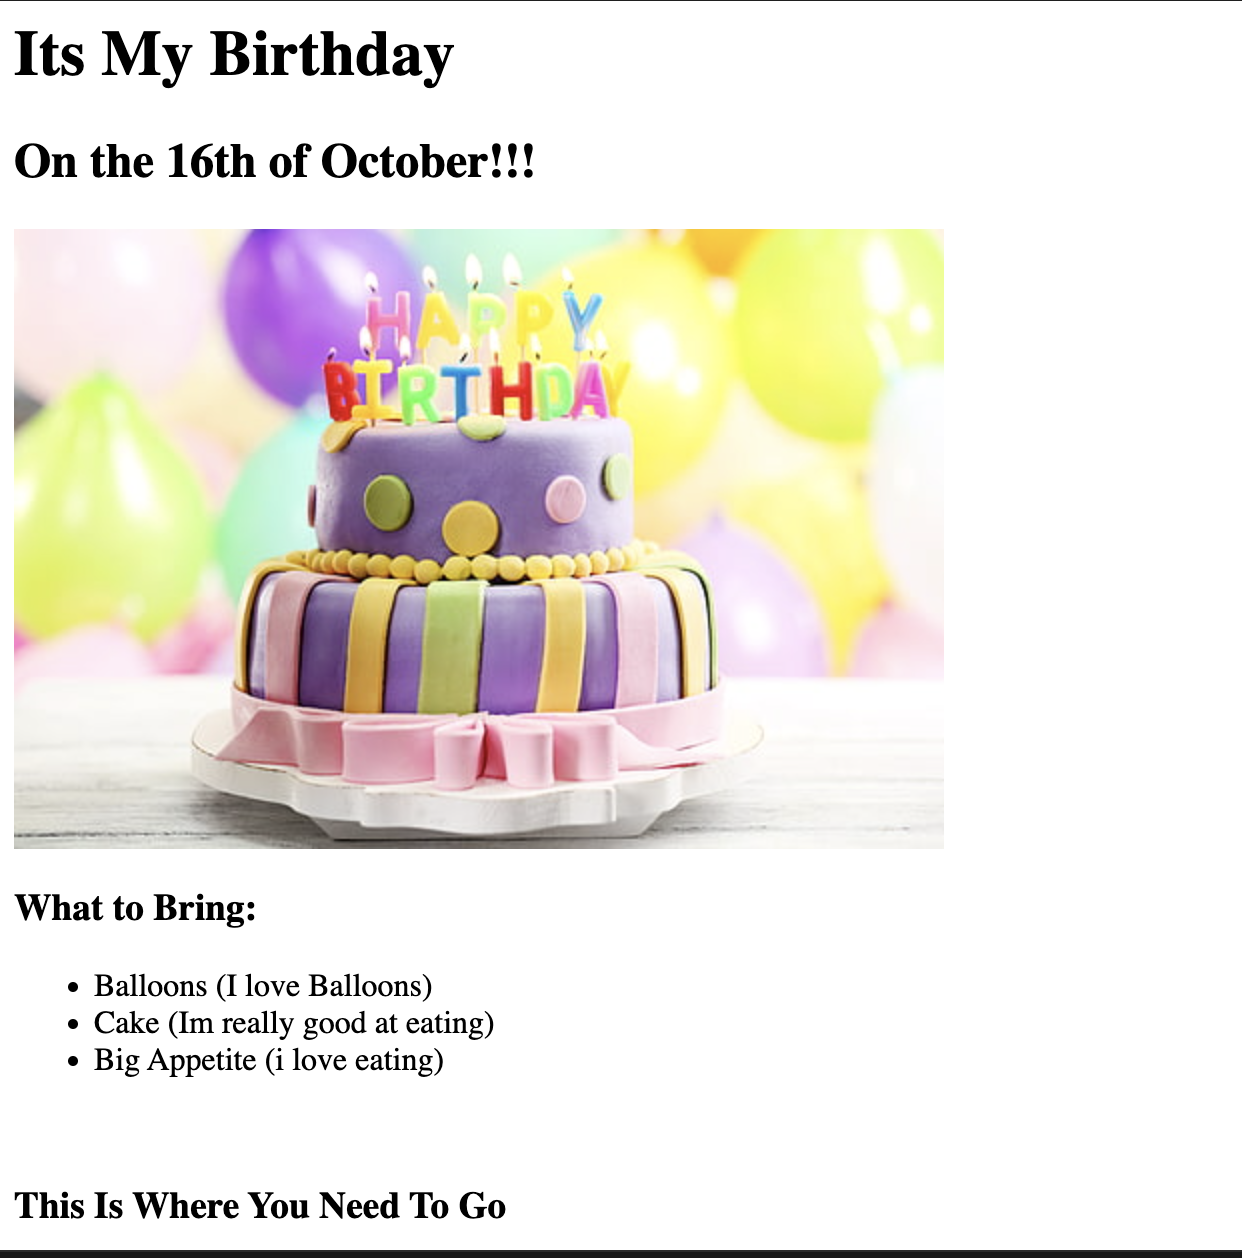 Its My Birthday
On the 16th of October!!!
HAPPY
BIRTHDAY
What to Bring:
Balloons (I love Balloons)
Cake (Im really good at eating)
Big Appetite (i love eating)
This Is Where You Need To Go